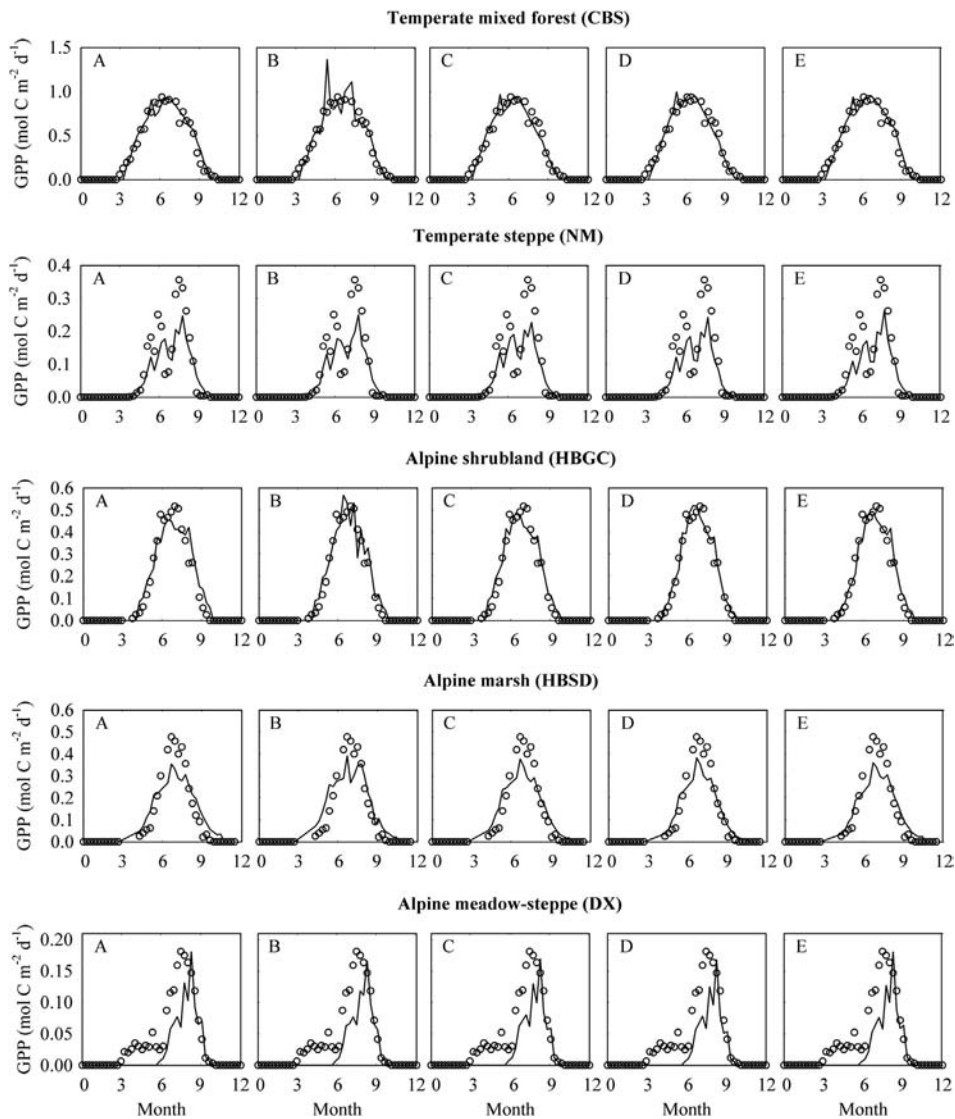 Temperate mixed forest (CBS)
A B C D E
GPP (mol C m-2 d-1)
1.5
1.0
0.5
0.0
0 3 6 9 12 0 3 6 9 12 0 3 6 9 12 0 3 6 9 12 0 3 6 9 12
Temperate steppe (NM)
A B C D E
GPP (mol C m-2 d-1)
0.4
0.3
0.2
0.1
0.0
0 3 6 9 12 0 3 6 9 12 0 3 6 9 12 0 3 6 9 12 0 3 6 9 12
Alpine shrubland (HBGC)
A B C D E
GPP (mol C m-2 d-1)
0.6
0.5
0.4
0.3
0.2
0.1
0.0
0 3 6 9 12 0 3 6 9 12 0 3 6 9 12 0 3 6 9 12 0 3 6 9 12
Alpine marsh (HBSD)
A B C D E
GPP (mol C m-2 d-1)
0.6
0.5
0.4
0.3
0.2
0.1
0.0
0 3 6 9 12 0 3 6 9 12 0 3 6 9 12 0 3 6 9 12 0 3 6 9 12
Alpine meadow-steppe (DX)
A B C D E
GPP (mol C m-2 d-1)
0.20
0.15
0.10
0.05
0.00
0 3 6 9 12 0 3 6 9 12 0 3 6 9 12 0 3 6 9 12 0 3 6 9 12
Month Month Month Month Month